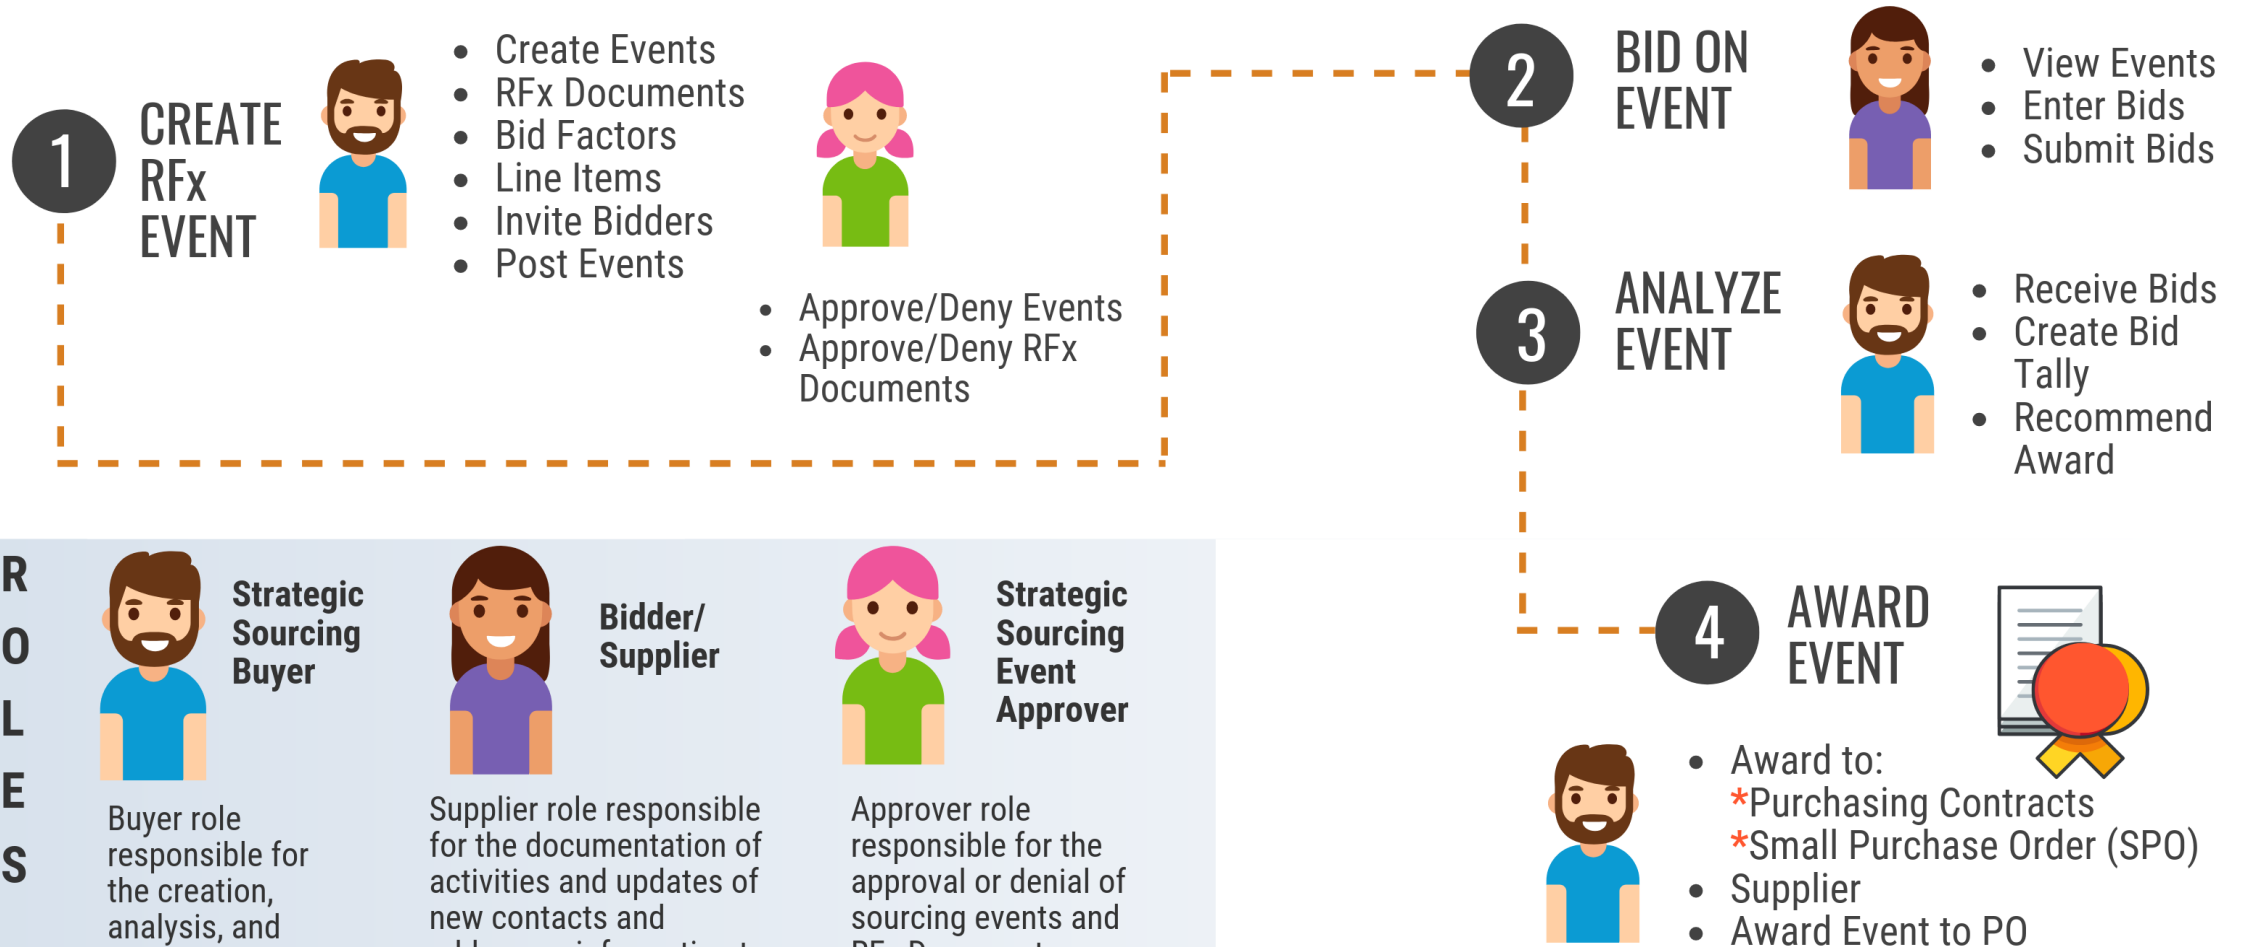 1
CREATE
RFx
EVENT
Create Events
RFx Documents
Bid Factors
Line Items
Invite Bidders
Post Events
Approve/Deny Events
Approve/Deny RFx
Documents
2
BID ON
EVENT
View Events
Enter Bids
Submit Bids
3
ANALYZE
EVENT
Receive Bids
Create Bid
Tally
Recommend
Award
4
AWARD
EVENT
Award to:
*Purchasing Contracts
*Small Purchase Order (SPO)
Supplier
Award Event to PO
R
O
L
E
S
Strategic
Sourcing
Buyer
Buyer role
responsible for
the creation,
analysis, and
Bidder/
Supplier
Supplier role responsible
for the documentation of
activities and updates of
new contacts and
Strategic
Sourcing
Event
Approver
Approver role
responsible for the
approval or denial of
sourcing events and